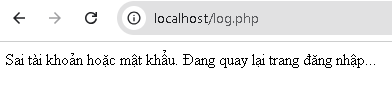 localhost/log.php
Sai tài khoản hoặc mật khẩu. Đang quay lại trang đăng nhập...